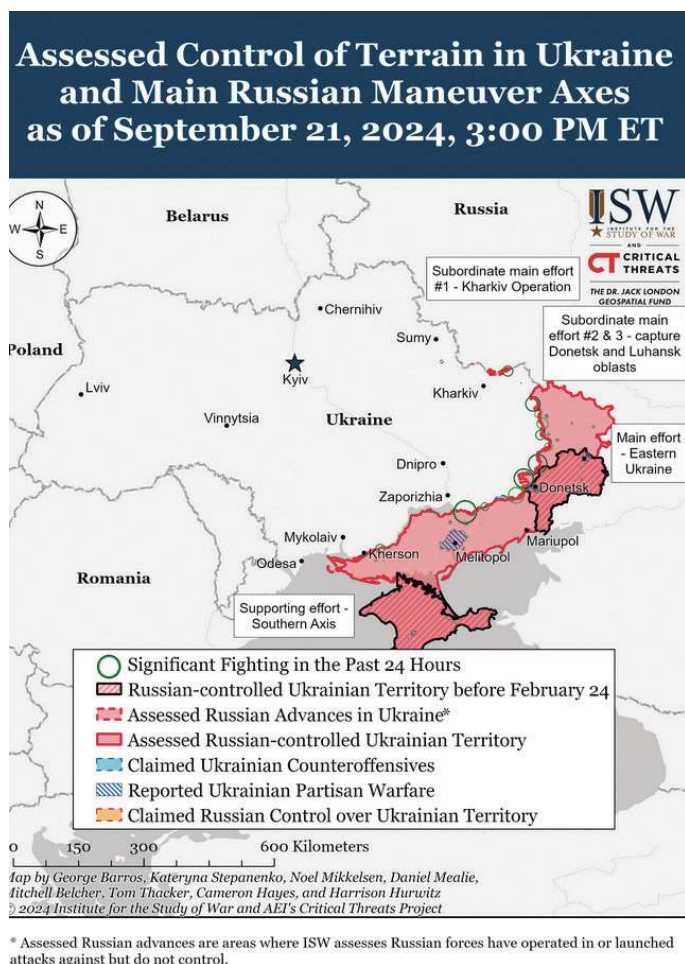 Assessed Control of Terrain in Ukraine
and Main Russian Maneuver Axes
as of September 21, 2024, 3:00 PM ET
N
W E
S
Belarus
Russia
ISW
INSTITUTE FOR THE
STUDY OF WAR
AND
CT CRITICAL
THREATS
THE DR. JACK LONDON
GEOSPATIAL FUND
Subordinate main effort
#1 - Kharkiv Operation
Subordinate main
effort #2 & 3 - capture
Donetsk and Luhansk
oblasts
Chernihiv
Sumy
Poland
Lviv
Kyiv
Kharkiv
Vinnytsia
Ukraine
Main effort
- Eastern
Ukraine
Dnipro
Donetsk
Zaporizhia
Mykolaiv
Mariupol
Kherson
Melitopol
Odesa
Romania
Supporting effort -
Southern Axis
Significant Fighting in the Past 24 Hours
Russian-controlled Ukrainian Territory before February 24
Assessed Russian Advances in Ukraine*
Assessed Russian-controlled Ukrainian Territory
Claimed Ukrainian Counteroffensives
Reported Ukrainian Partisan Warfare
Claimed Russian Control over Ukrainian Territory
0 150 300 600 Kilometers
Map by George Barros, Kateryna Stepanenko, Noel Mikkelsen, Daniel Mealie,
Mitchell Belcher, Tom Thacker, Cameron Hayes, and Harrison Hurwitz
© 2024 Institute for the Study of War and AEI's Critical Threats Project
* Assessed Russian advances are areas where ISW assesses Russian forces have operated in or launched
attacks against but do not control.